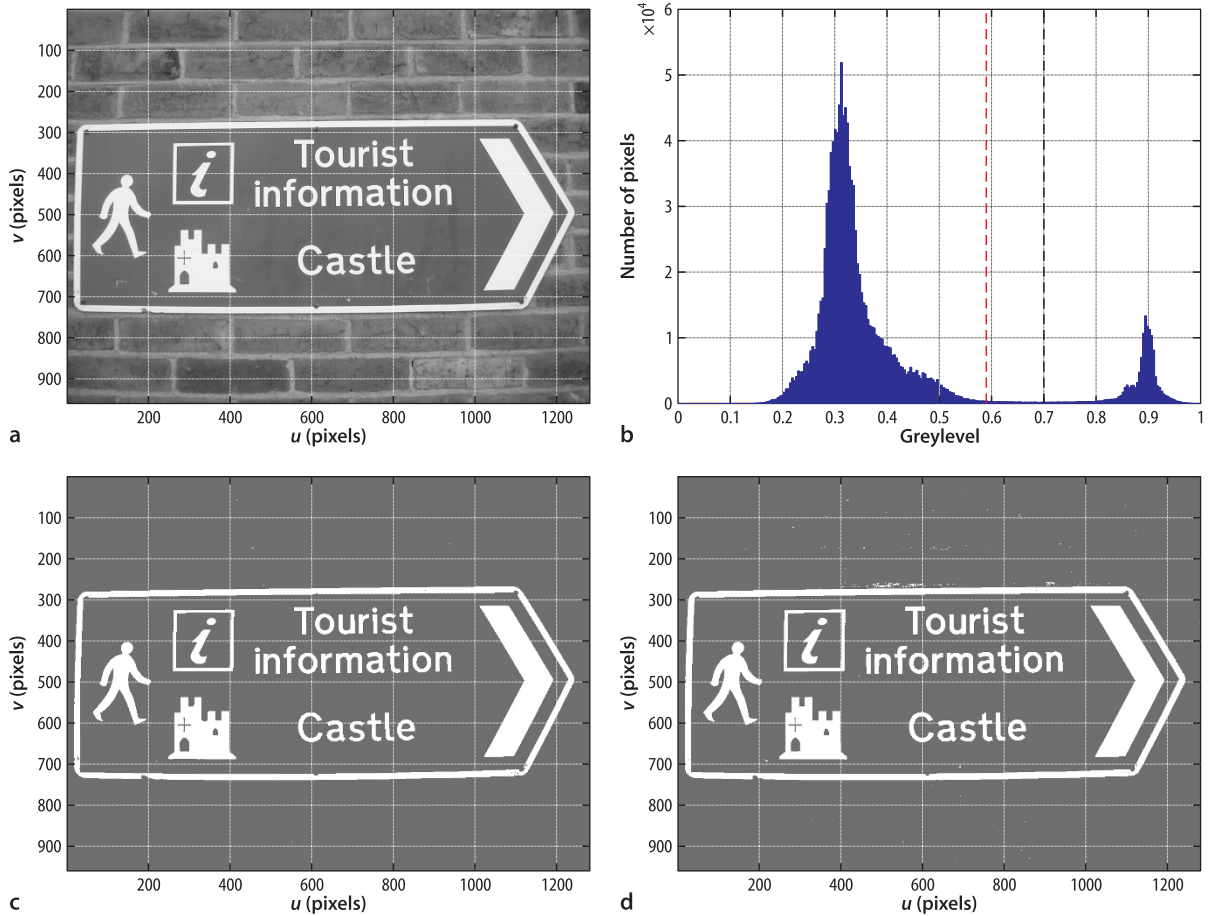 100
200
300
400
500
600
700
800
900
v (pixels)
i Tourist
information
Castle
200 400 600 800 1000 1200
u (pixels)
a
×10⁴
6
5
4
3
2
1
0
Number of pixels
0 0.1 0.2 0.3 0.4 0.5 0.6 0.7 0.8 0.9 1
Greylevel
b
100
200
300
400
500
600
700
800
900
v (pixels)
i Tourist
information
Castle
200 400 600 800 1000 1200
u (pixels)
c
100
200
300
400
500
600
700
800
900
v (pixels)
i Tourist
information
Castle
200 400 600 800 1000 1200
u (pixels)
d